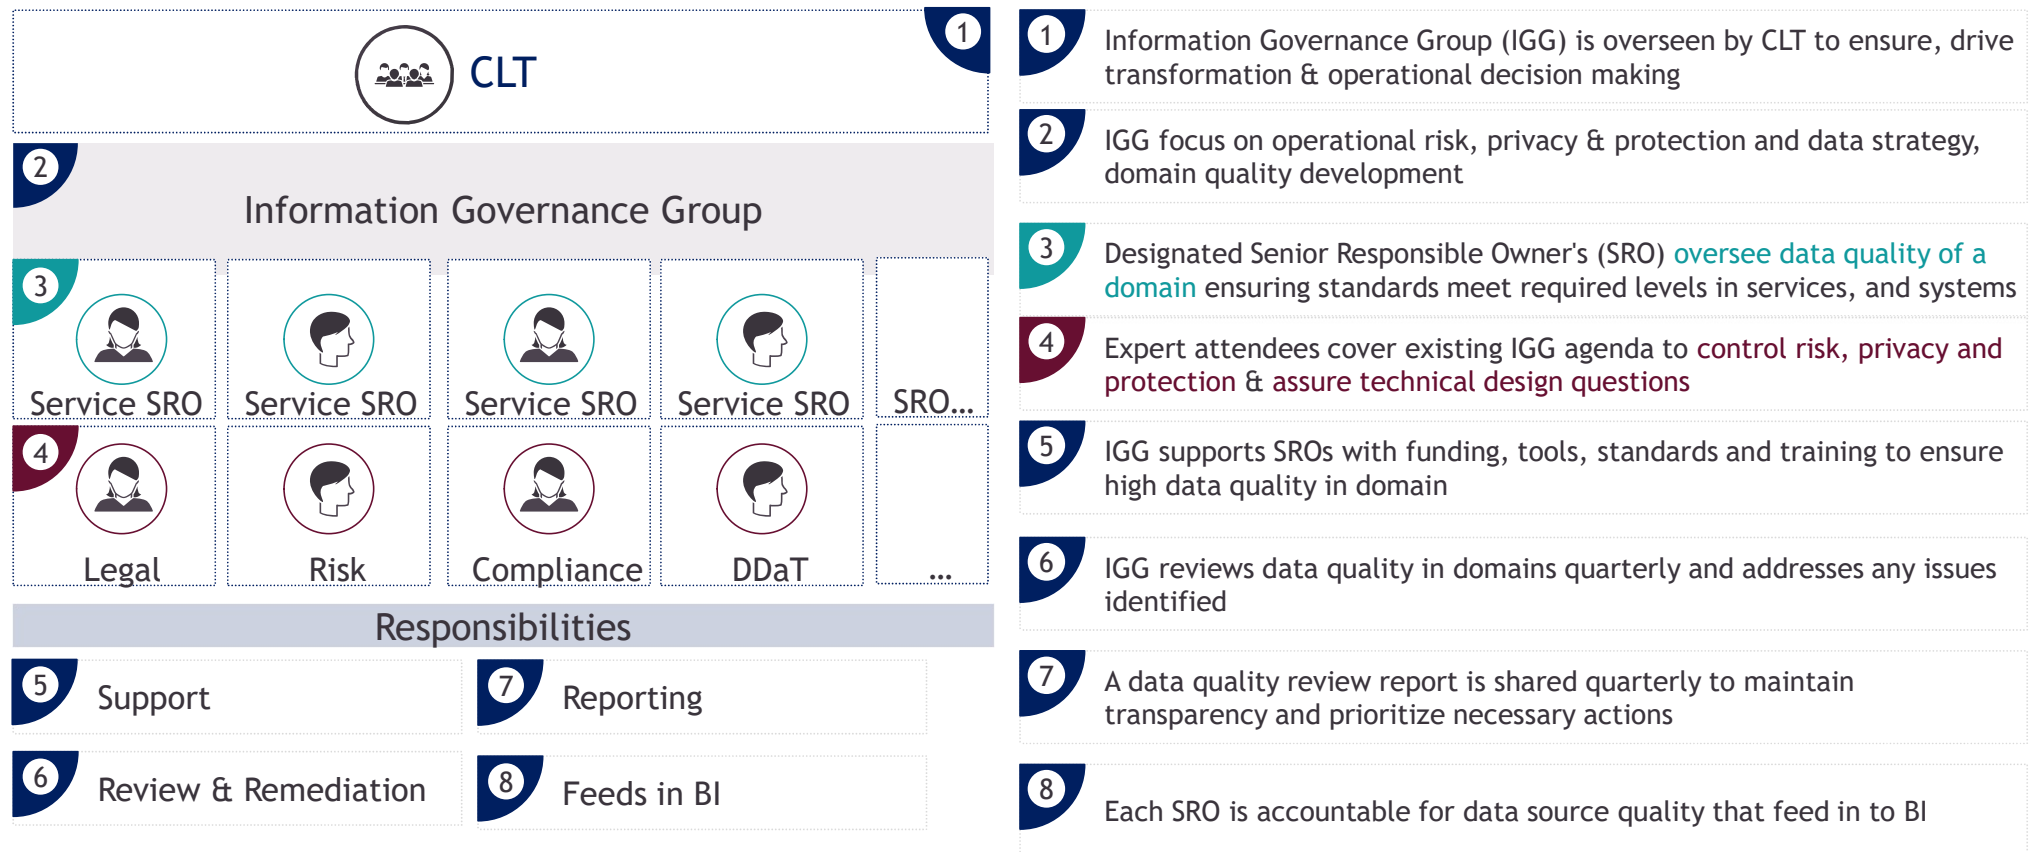 CLT
1
2
Information Governance Group
3
Service SRO
Service SRO
Service SRO
Service SRO
SRO...
4
Legal
Risk
Compliance
DDaT
...
Responsibilities
5
Support
7
Reporting
6
Review & Remediation
8
Feeds in BI
1
Information Governance Group (IGG) is overseen by CLT to ensure, drive
transformation & operational decision making
2
IGG focus on operational risk, privacy & protection and data strategy,
domain quality development
3
Designated Senior Responsible Owner's (SRO) oversee data quality of a
domain ensuring standards meet required levels in services, and systems
4
Expert attendees cover existing IGG agenda to control risk, privacy and
protection & assure technical design questions
5
IGG supports SROs with funding, tools, standards and training to ensure
high data quality in domain
6
IGG reviews data quality in domains quarterly and addresses any issues
identified
7
A data quality review report is shared quarterly to maintain
transparency and prioritize necessary actions
8
Each SRO is accountable for data source quality that feed in to BI